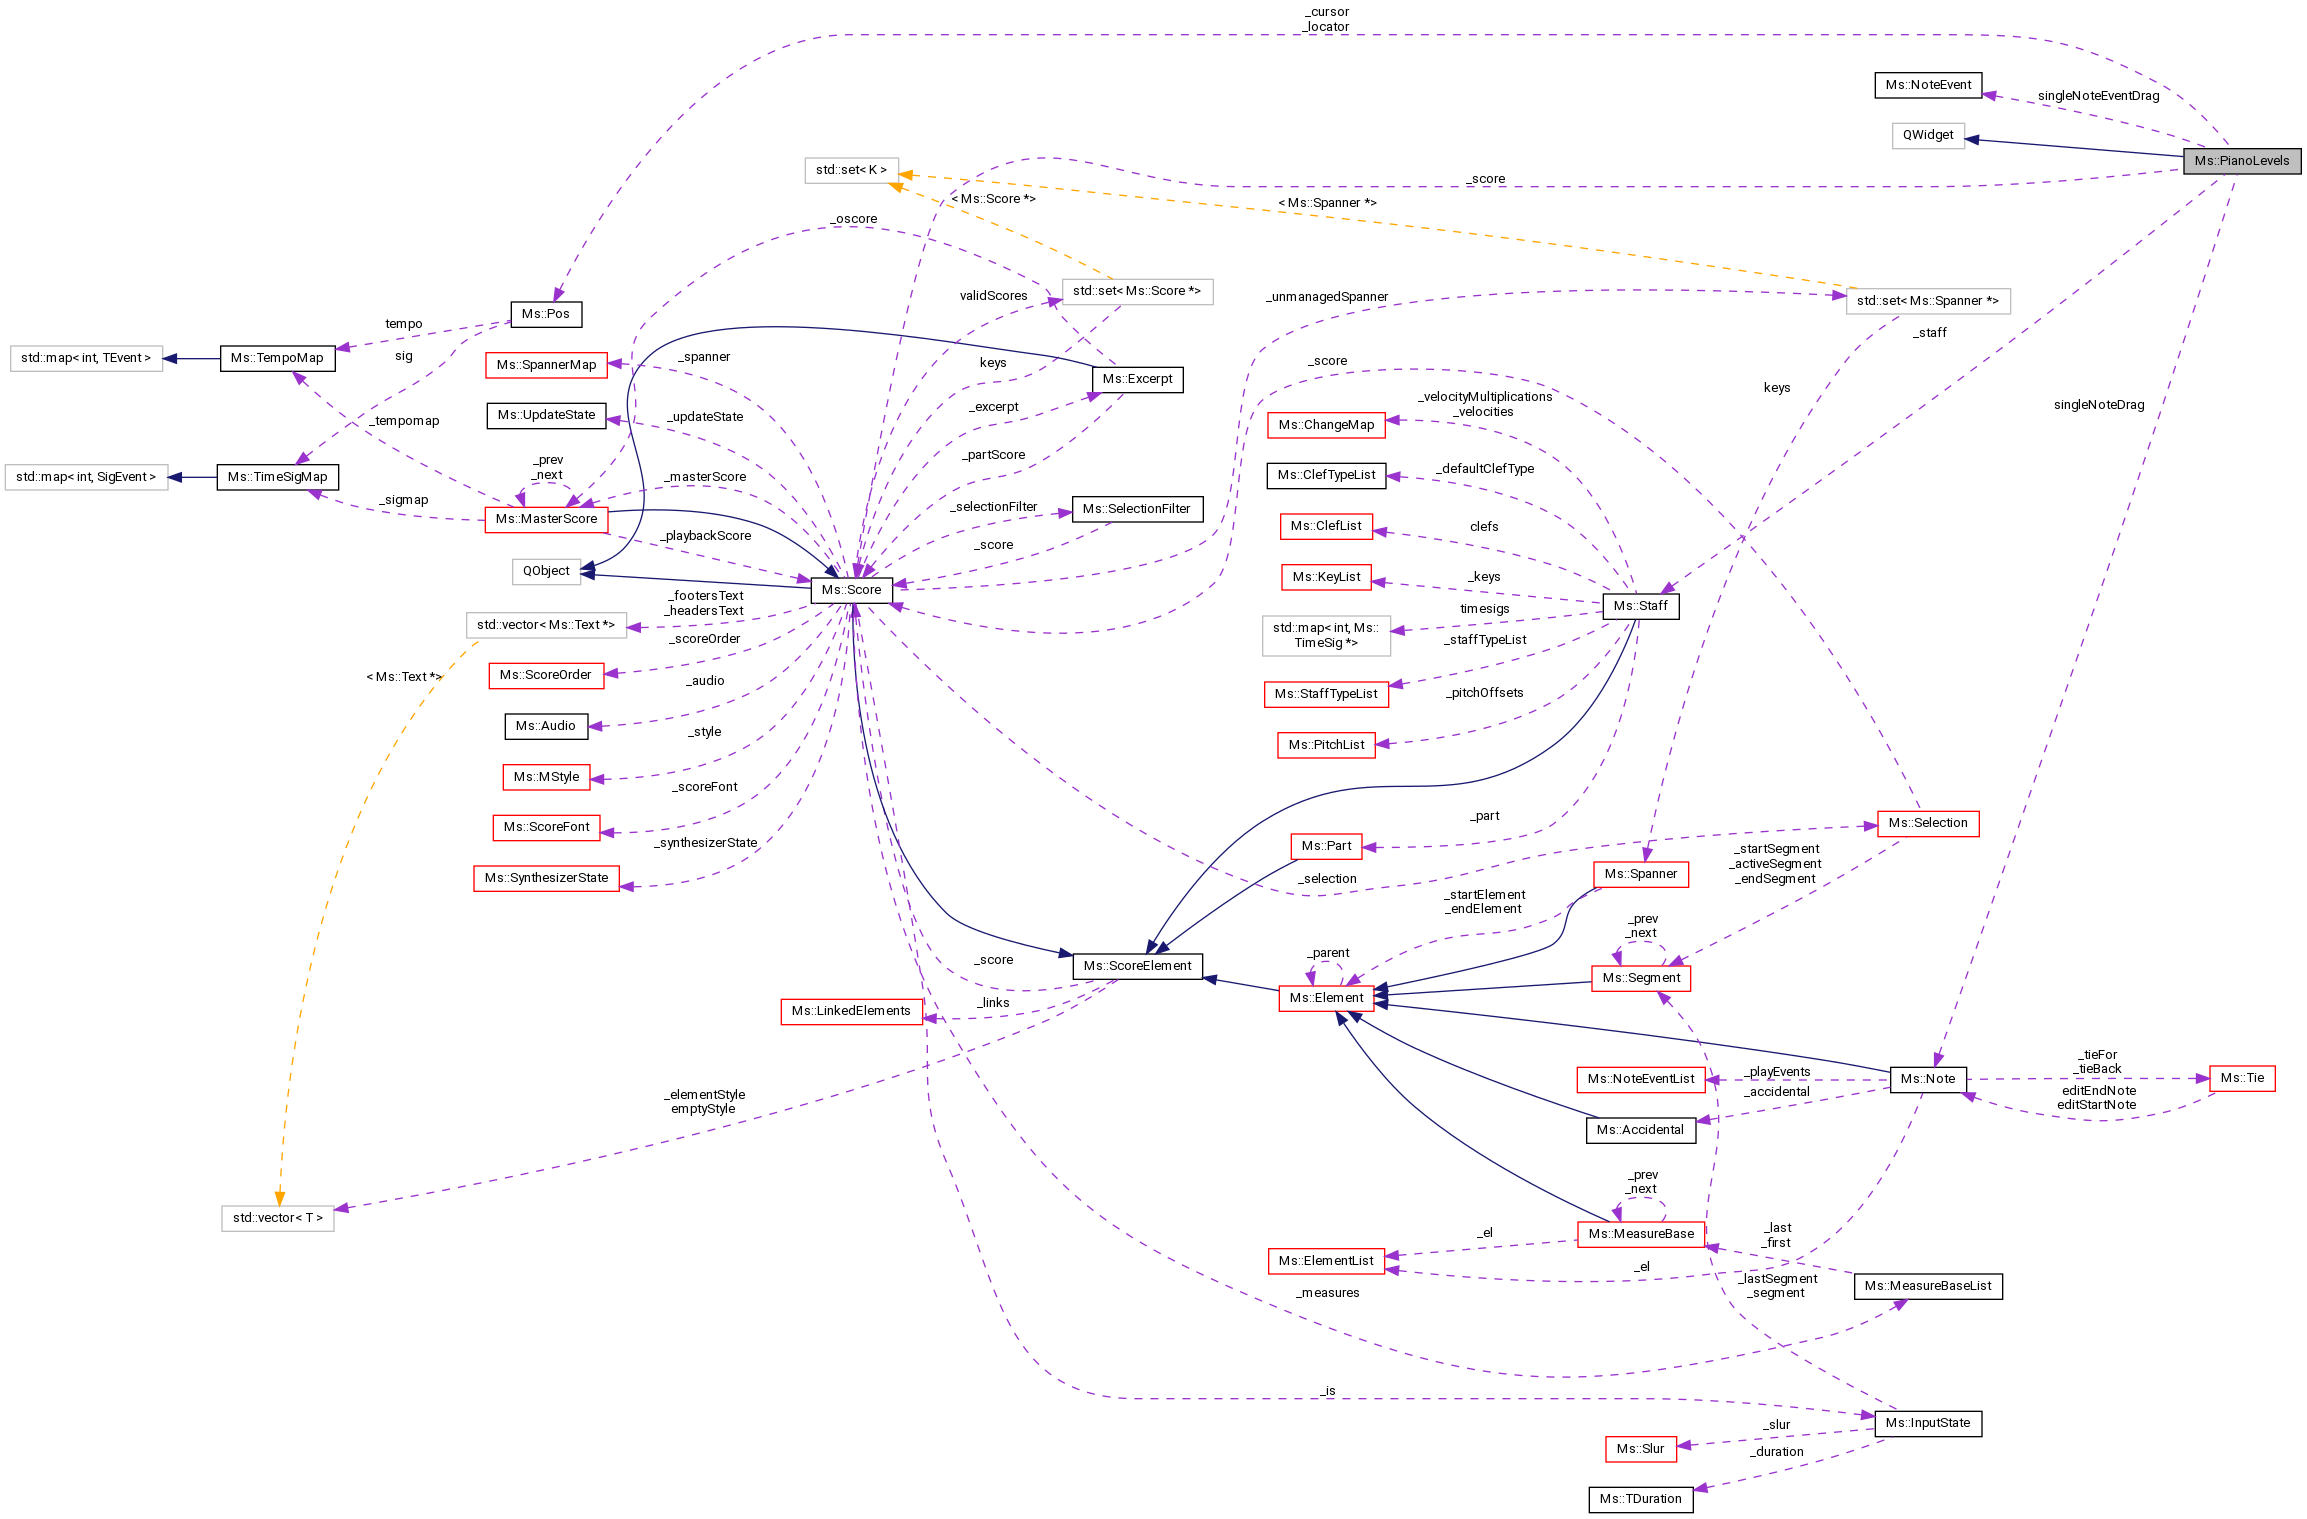 _cursor
_locator
Ms::NoteEvent
singleNoteEventDrag
QWidget
Ms::PianoLevels
std::set< K >
_score
< Ms::Score *>
< Ms::Spanner *>
_oscore
std::set< Ms::Score *>
validScores
_unmanagedSpanner
std::set< Ms::Spanner *>
Ms::Pos
tempo
sig
_staff
std::map< int, TEvent >
Ms::TempoMap
Ms::SpannerMap
_spanner
keys
_score
Ms::Excerpt
keys
_velocityMultiplications
_velocities
singleNoteDrag
Ms::UpdateState
_updateState
_excerpt
Ms::ChangeMap
_tempomap
_partScore
_prev
_next
Ms::ClefTypeList
_defaultClefType
std::map< int, SigEvent >
Ms::TimeSigMap
_masterScore
_sigmap
Ms::MasterScore
_selectionFilter
Ms::SelectionFilter
Ms::ClefList
clefs
_playbackScore
_score
QObject
Ms::KeyList
_keys
Ms::Score
Ms::Staff
_footersText
_headersText
timesigs
std::vector< Ms::Text *>
std::map< int, Ms::
TimeSig *>
_scoreOrder
_staffTypeList
< Ms::Text *>
Ms::ScoreOrder
_audio
Ms::StaffTypeList
_pitchOffsets
Ms::Audio
_style
Ms::PitchList
Ms::MStyle
_scoreFont
Ms::ScoreFont
_part
Ms::Selection
_synthesizerState
Ms::Part
_startSegment
_activeSegment
_endSegment
Ms::SynthesizerState
_selection
Ms::Spanner
_startElement
_endElement
_prev
_next
_score
Ms::ScoreElement
_parent
Ms::Segment
Ms::LinkedElements
_links
Ms::Element
_tieFor
_tieBack
Ms::NoteEventList
_playEvents
Ms::Note
Ms::Tie
_accidental
editEndNote
editStartNote
_elementStyle
emptyStyle
Ms::Accidental
_prev
_next
std::vector< T >
_el
Ms::MeasureBase
_last
_first
Ms::ElementList
_el
_lastSegment
_segment
Ms::MeasureBaseList
_measures
_is
Ms::InputState
_slur
Ms::Slur
_duration
Ms::TDuration